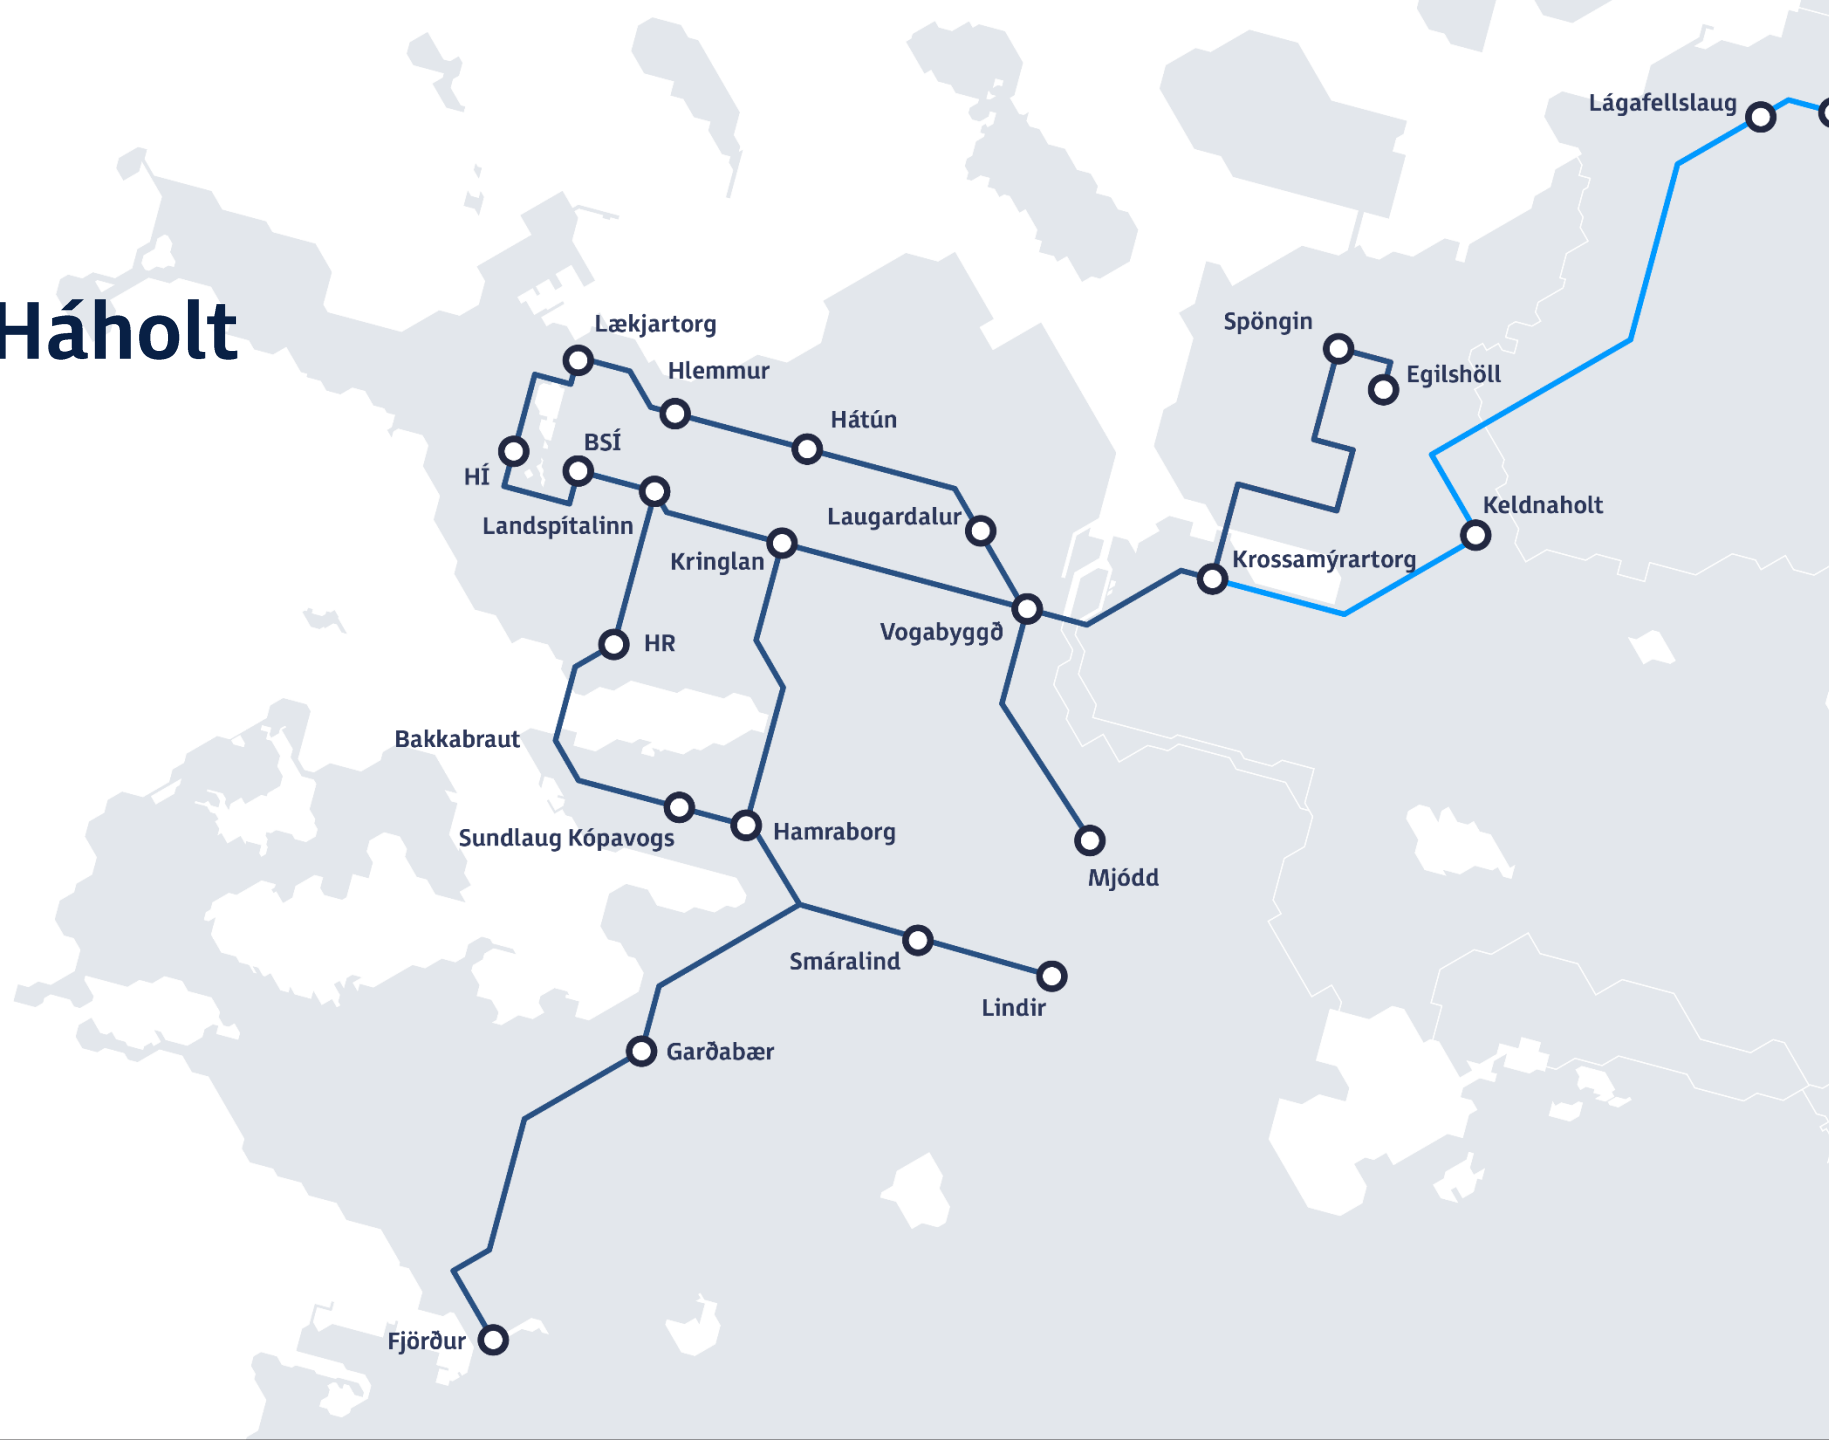 Lágafellslaug
Háholt
Lækjartorg
Spöngin
Hlemmur
Egilshöll
Hátún
BSÍ
HÍ
Keldnaholt
Laugardalur
Landspítalinn
Kringlan
Krossamýrartorg
Vogabyggð
HR
Bakkabraut
Sundlaug Kópavogs
Hamraborg
Mjódd
Smáralind
Lindir
Garðabær
Fjörður